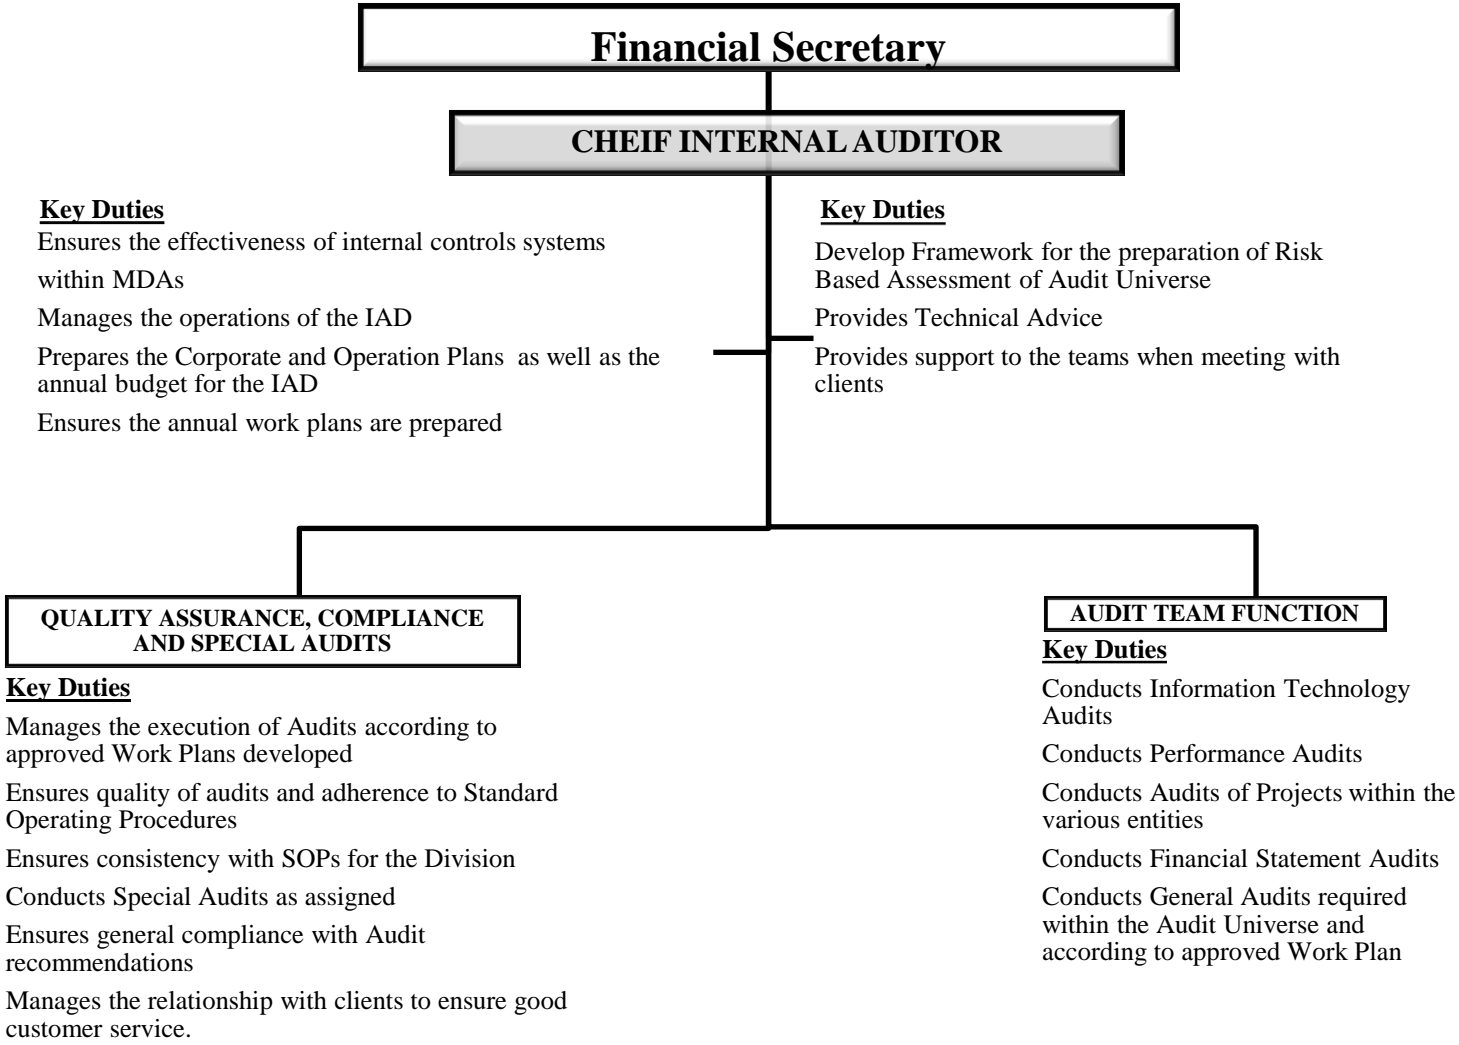 Financial Secretary
CHEIF INTERNAL AUDITOR
Key Duties
Ensures the effectiveness of internal controls systems
within MDAs
Manages the operations of the IAD
Prepares the Corporate and Operation Plans  as well as the
annual budget for the IAD
Ensures the annual work plans are prepared
Key Duties
Develop Framework for the preparation of Risk
Based Assessment of Audit Universe
Provides Technical Advice
Provides support to the teams when meeting with
clients
QUALITY ASSURANCE, COMPLIANCE
AND SPECIAL AUDITS
Key Duties
Manages the execution of Audits according to
approved Work Plans developed
Ensures quality of audits and adherence to Standard
Operating Procedures
Ensures consistency with SOPs for the Division
Conducts Special Audits as assigned
Ensures general compliance with Audit
recommendations
Manages the relationship with clients to ensure good
customer service.
AUDIT TEAM FUNCTION
Key Duties
Conducts Information Technology
Audits
Conducts Performance Audits
Conducts Audits of Projects within the
various entities
Conducts Financial Statement Audits
Conducts General Audits required
within the Audit Universe and
according to approved Work Plan